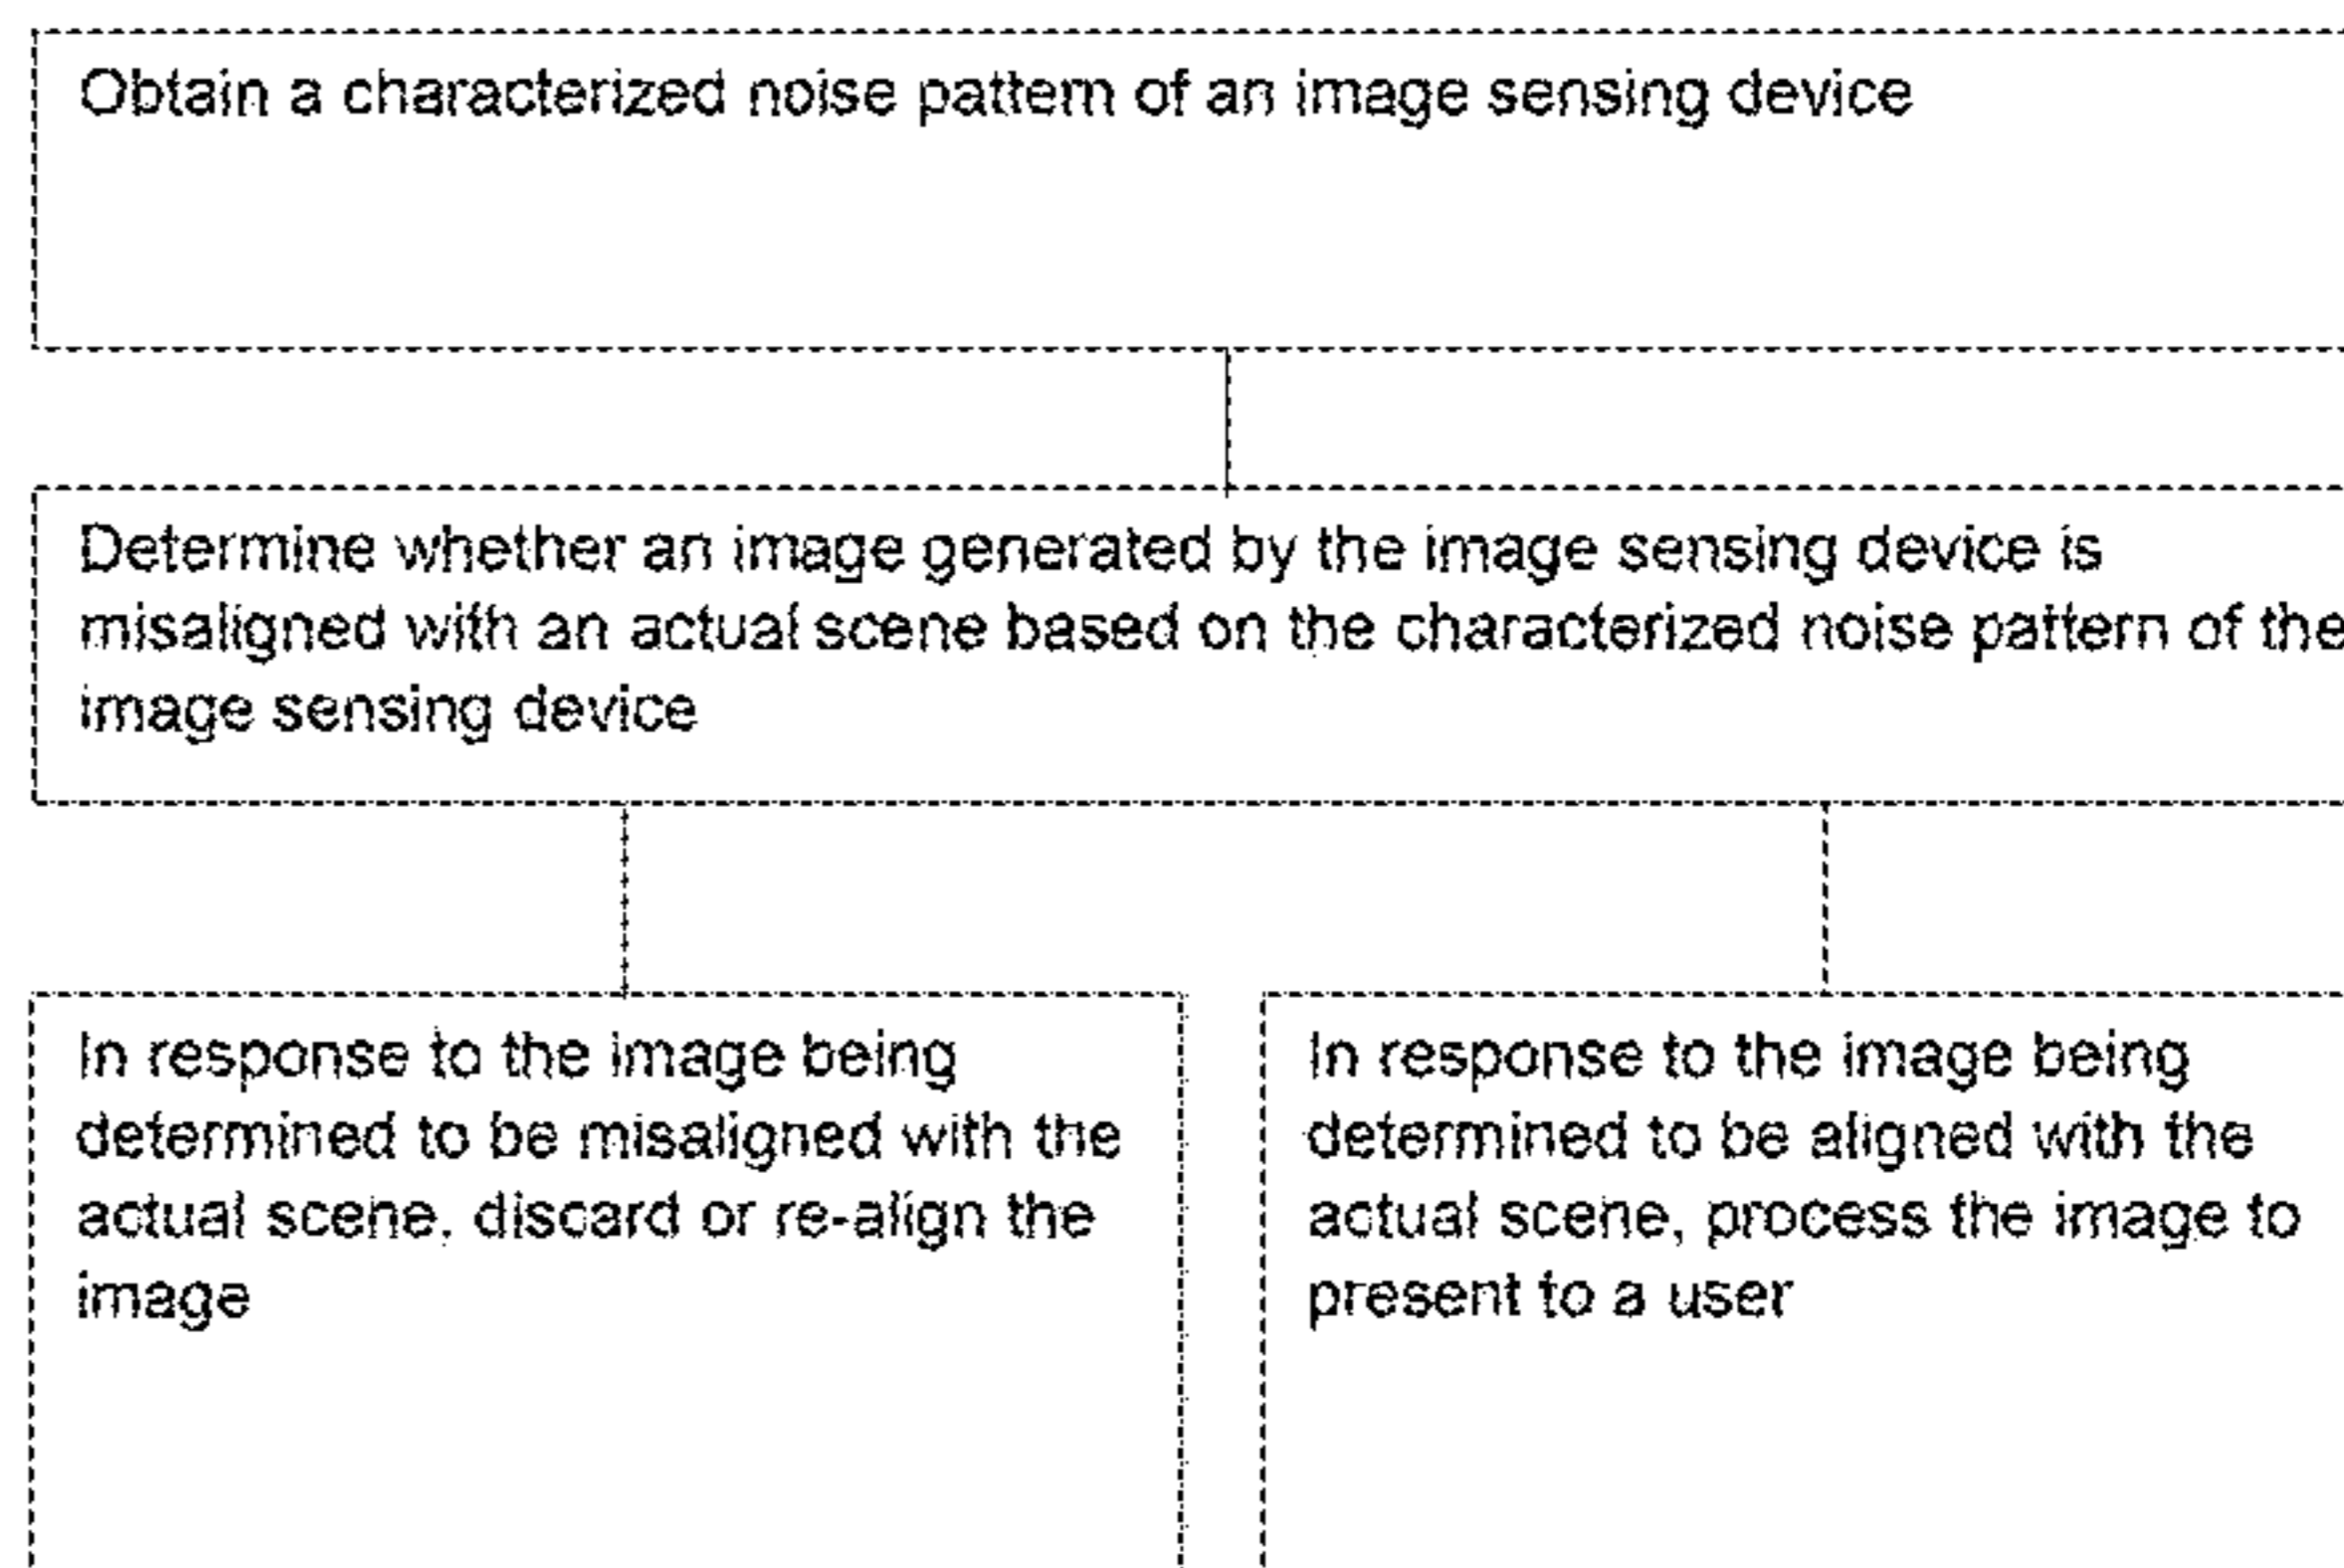 Obtain a characterized noise pattern of an image sensing device
Determine whether an image generated by the image sensing device is
misaligned with an actual scene based on the characterized noise pattern of the
image sensing device
In response to the image being
determined to be misaligned with the
actual scene, discard or re-align the
image
In response to the image being
determined to be aligned with the
actual scene, process the image to
present to a user